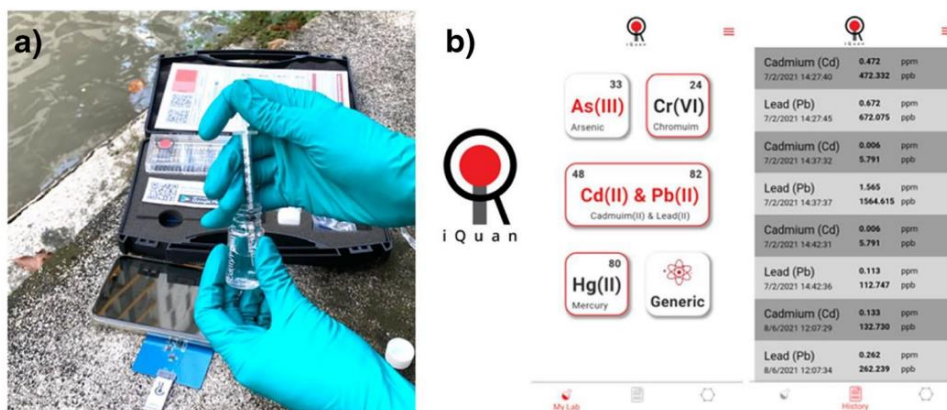 a)
b)
iQuan
iQuan
33
As(III)
Arsenic
24
Cr(VI)
Chromuim
48 82
Cd(II) & Pb(II)
Cadmuim(II) & Lead(II)
80
Hg(II)
Mercury
Generic
My Lab
iQuan
Cadmium (Cd) 0.472 ppm
7/2/2021 14:27:40 472.332 ppb
Lead (Pb) 0.672 ppm
7/2/2021 14:27:45 672.075 ppb
Cadmium (Cd) 0.006 ppm
7/2/2021 14:37:32 5.791 ppb
Lead (Pb) 1.565 ppm
7/2/2021 14:37:37 1564.615 ppb
Cadmium (Cd) 0.006 ppm
7/2/2021 14:42:31 5.791 ppb
Lead (Pb) 0.113 ppm
7/2/2021 14:42:36 112.747 ppb
Cadmium (Cd) 0.133 ppm
8/6/2021 12:07:29 132.730 ppb
Lead (Pb) 0.262 ppm
8/6/2021 12:07:34 262.239 ppb
History